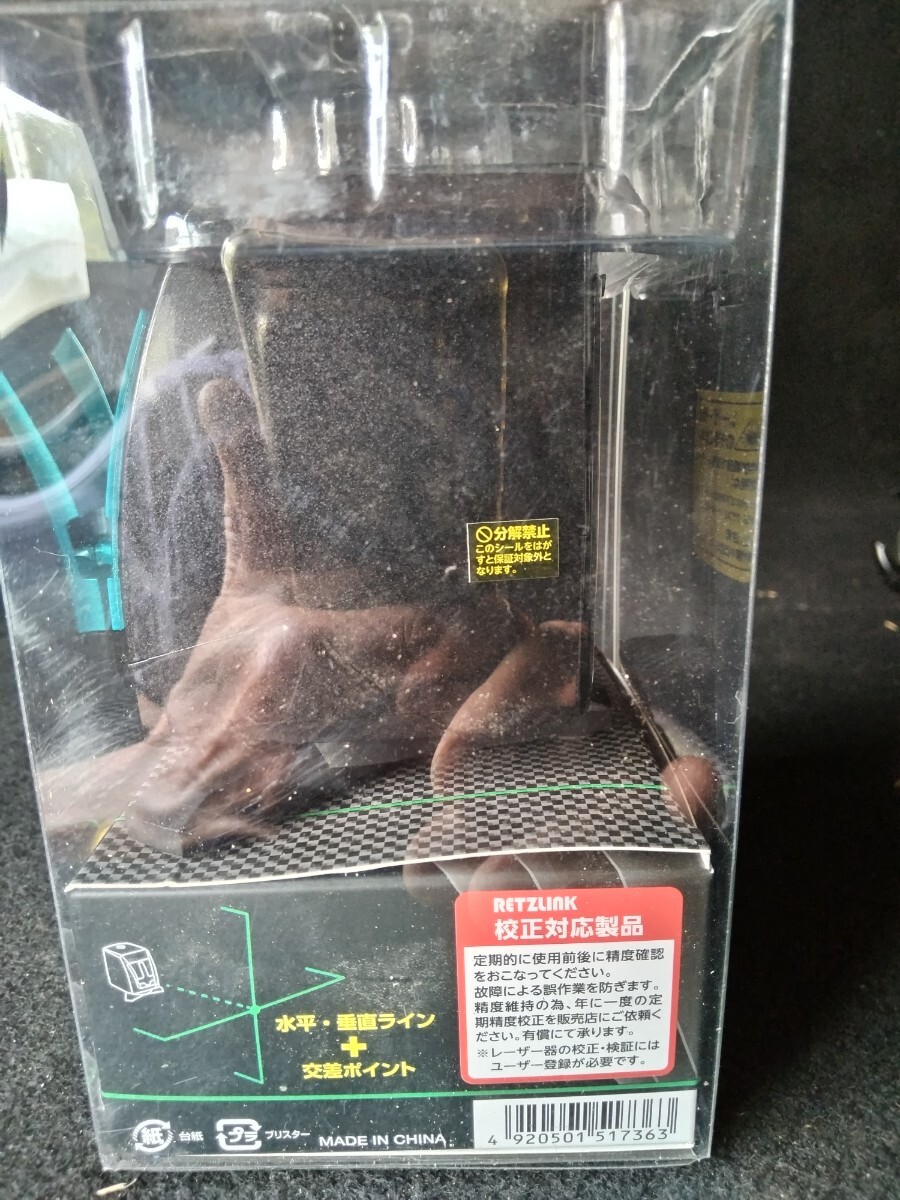 分解禁止
このシールをはが
すと保証対象外と
なります。
RETZLINK
校正対応製品
定期的に使用前後に精度確認
をおこなってください。
故障による誤作業を防ぎます。
精度維持の為、年に一度の定
期精度校正を販売店にご依頼く
ださい。有償にて承ります。
※レーザー器の校正・検証には
ユーザー登録が必要です。
水平・垂直ライン
+
交差ポイント
紙 台紙 プラ ブリスター MADE IN CHINA
4 920501 517363